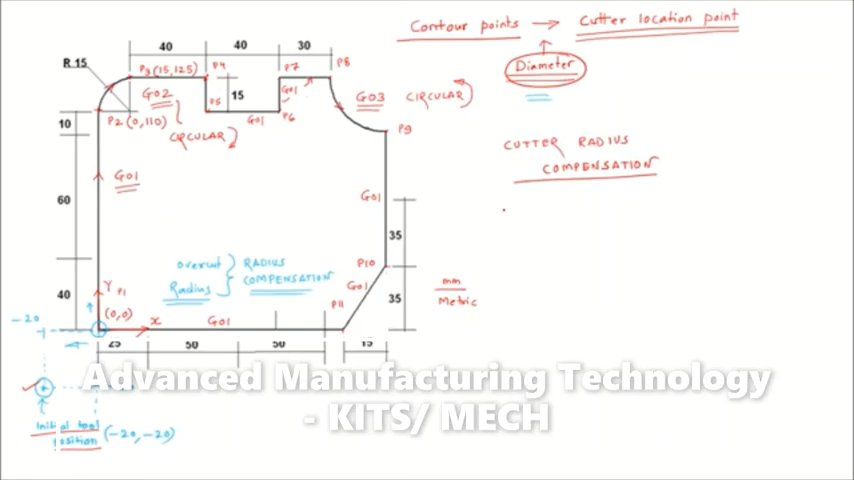 Contour points → Cutter location point
Diameter
CUTTER RADIUS
COMPENSATION
40
40
30
R 15
P3 (15,125)
P4
P7
P8
G02
CIRCULAR
15
P5
G01
G01
P6
G03 CIRCULAR
P9
10
P2 (0,110)
G01
60
G01
35
P10
overcut
Radius
RADIUS
COMPENSATION
G01
35
P11
mm
Metric
40
Y
P1
(0,0)
X
G01
-20
25
50
50
15
Advanced Manufacturing Technology
- KITS/ MECH
Initial tool
position (-20,-20)